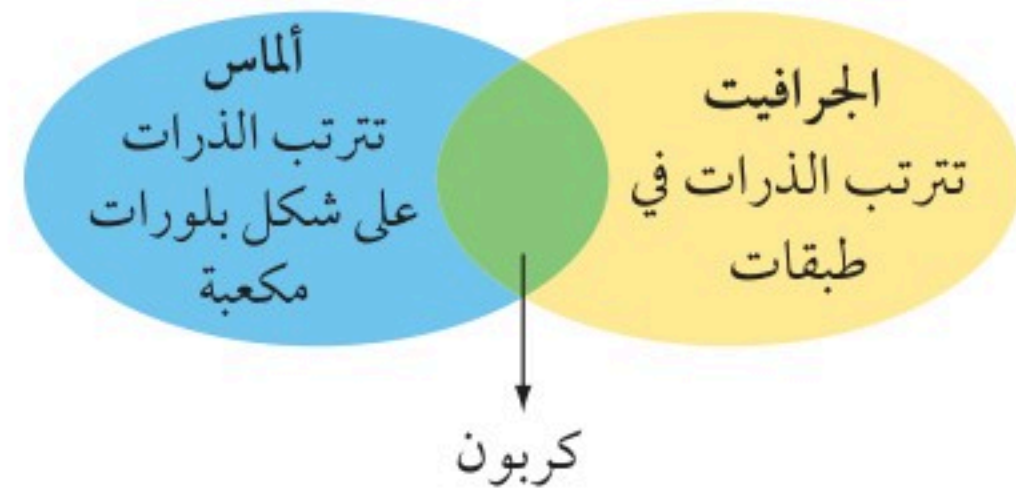 الجرافيت
تترتب الذرات في
طبقات
ألماس
تترتب الذرات
على شكل بلورات
مكعبة
كربون